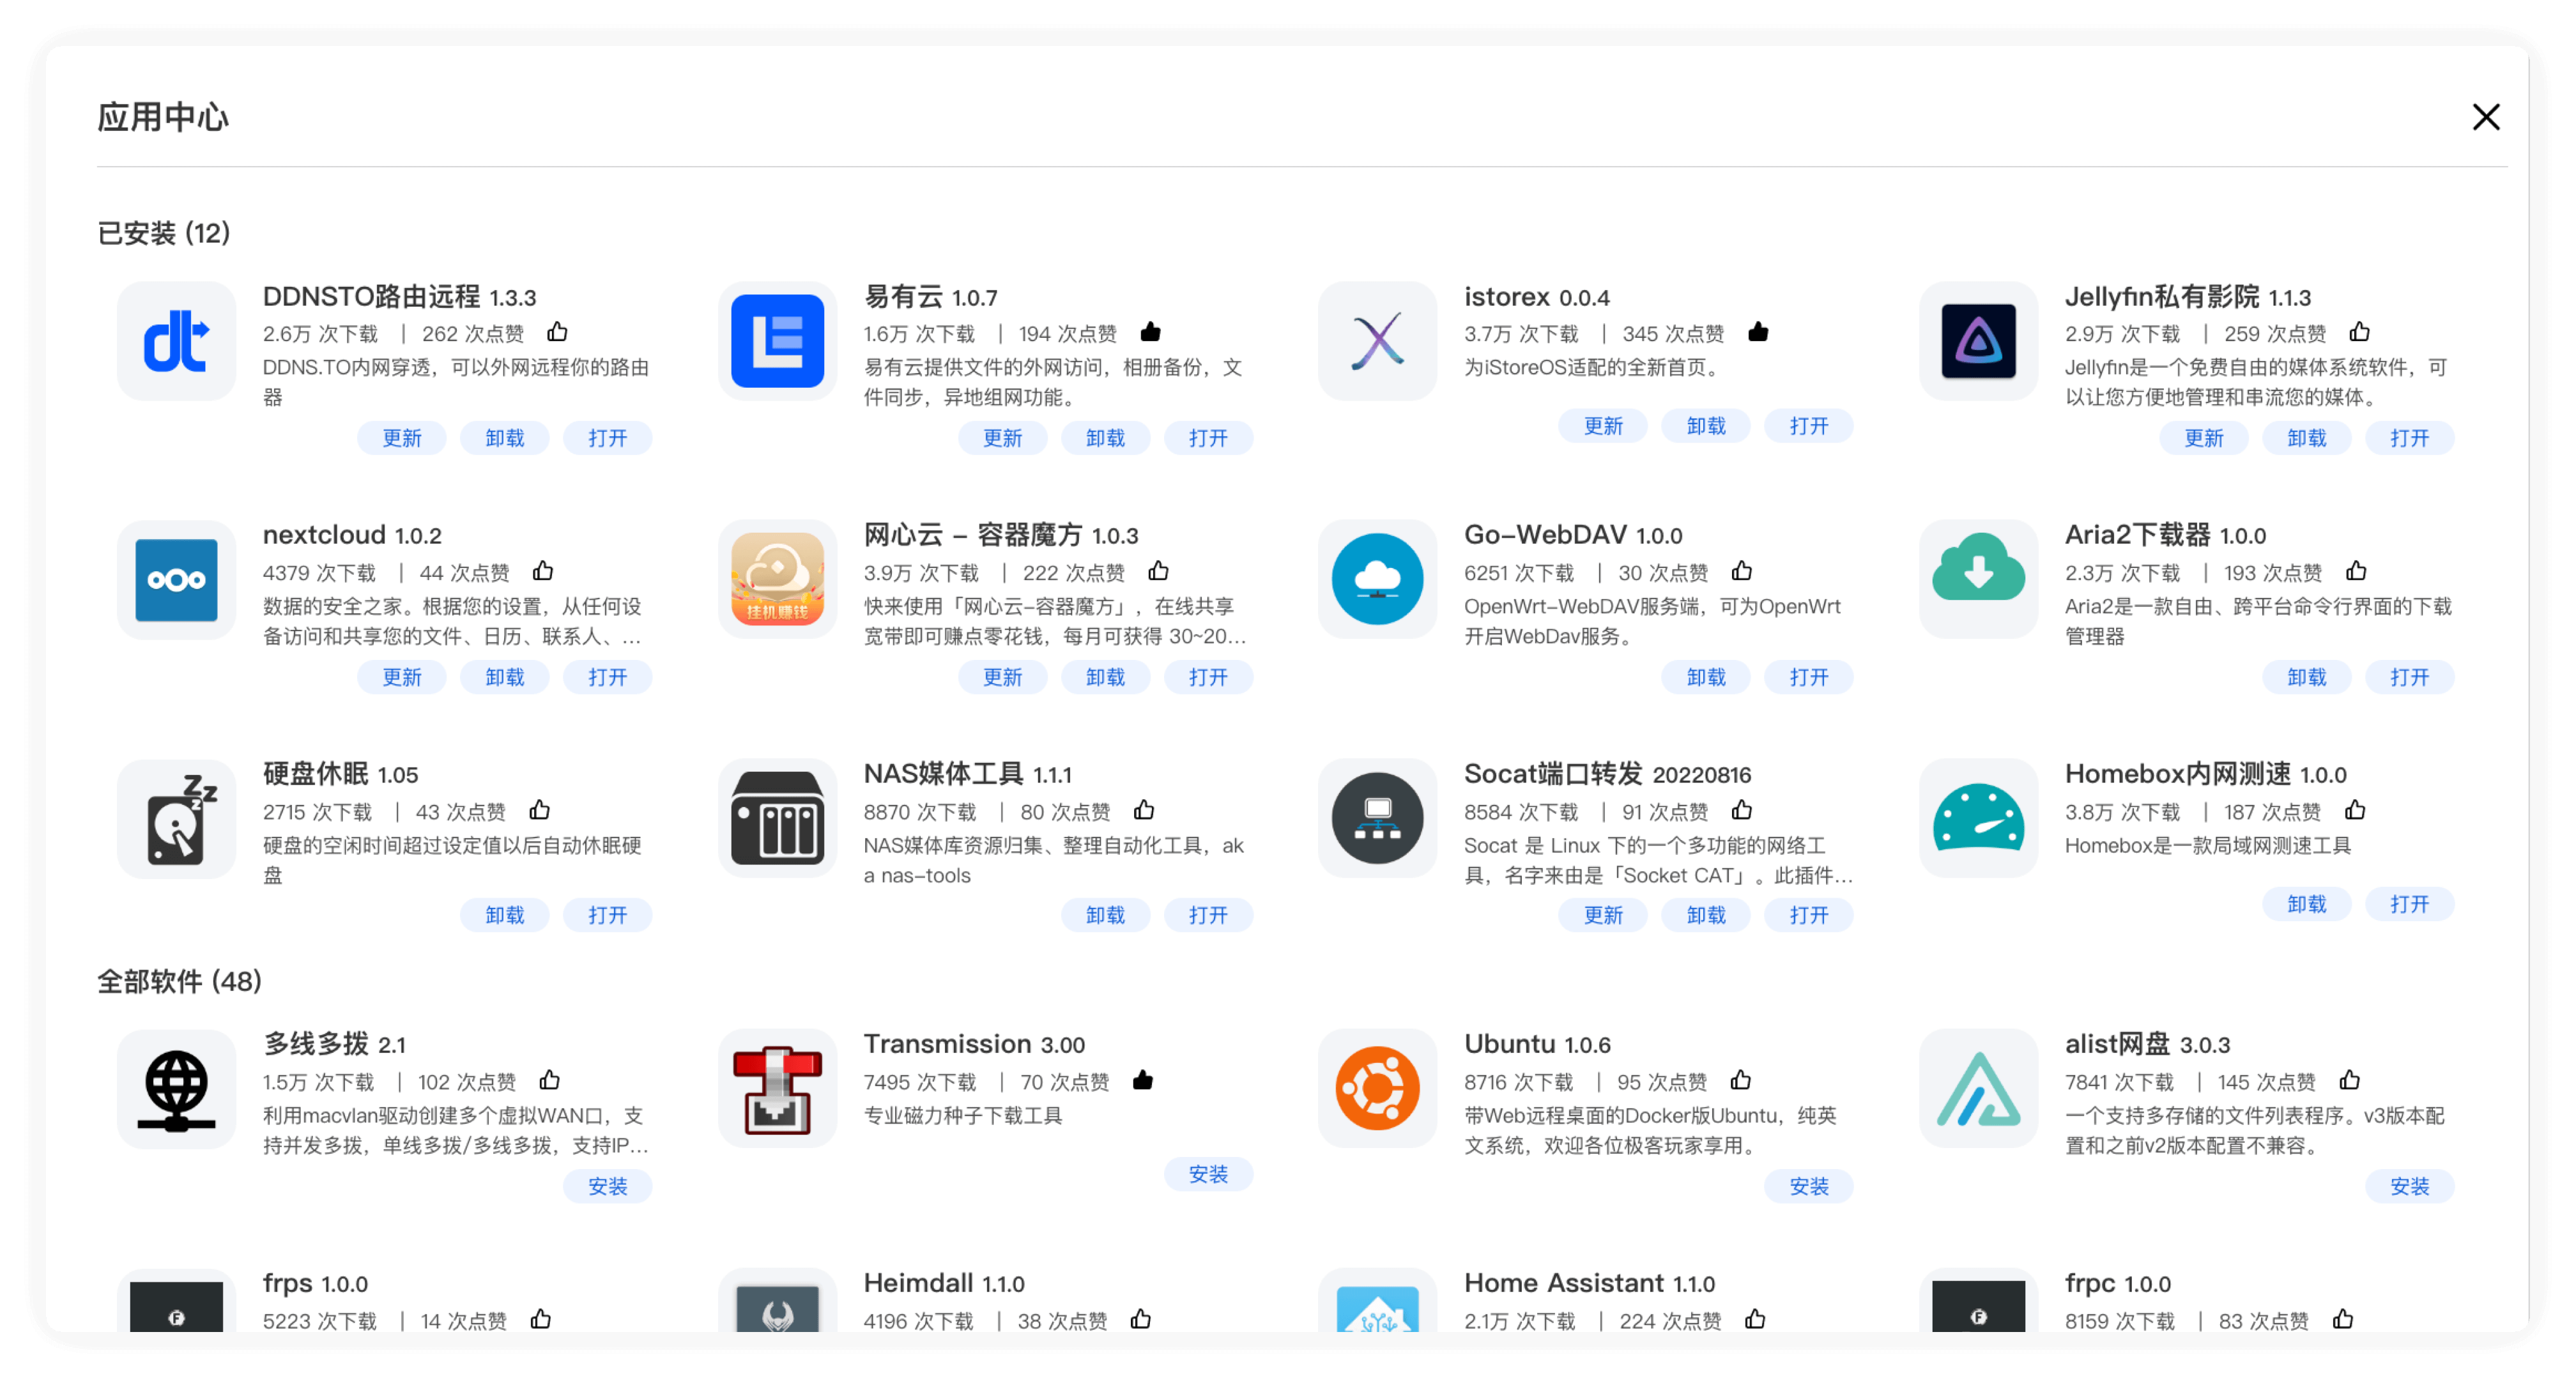 应用中心
已安装 (12)
DDNSTO路由远程 1.3.3
2.6万 次下载 | 262 次点赞
DDNS.TO内网穿透，可以外网远程你的路由
器
更新 卸载 打开
易有云 1.0.7
1.6万 次下载 | 194 次点赞
易有云提供文件的外网访问，相册备份，文
件同步，异地组网功能。
更新 卸载 打开
istorex 0.0.4
3.7万 次下载 | 345 次点赞
为iStoreOS适配的全新首页。
更新 卸载 打开
Jellyfin私有影院 1.1.3
2.9万 次下载 | 259 次点赞
Jellyfin是一个免费自由的媒体系统软件，可
以让您方便地管理和串流您的媒体。
更新 卸载 打开
nextcloud 1.0.2
4379 次下载 | 44 次点赞
数据的安全之家。根据您的设置，从任何设
备访问和共享您的文件、日历、联系人、...
更新 卸载 打开
挂机赚钱
网心云 – 容器魔方 1.0.3
3.9万 次下载 | 222 次点赞
快来使用「网心云–容器魔方」，在线共享
宽带即可赚点零花钱，每月可获得 30~20...
更新 卸载 打开
Go–WebDAV 1.0.0
6251 次下载 | 30 次点赞
OpenWrt–WebDAV服务端，可为OpenWrt
开启WebDav服务。
卸载 打开
Aria2下载器 1.0.0
2.3万 次下载 | 193 次点赞
Aria2是一款自由、跨平台命令行界面的下载
管理器
卸载 打开
硬盘休眠 1.05
2715 次下载 | 43 次点赞
硬盘的空闲时间超过设定值以后自动休眠硬
盘
卸载 打开
NAS媒体工具 1.1.1
8870 次下载 | 80 次点赞
NAS媒体库资源归集、整理自动化工具，ak
a nas–tools
卸载 打开
Socat端口转发 20220816
8584 次下载 | 91 次点赞
Socat 是 Linux 下的一个多功能的网络工
具，名字来由是「Socket CAT」。此插件...
更新 卸载 打开
Homebox内网测速 1.0.0
3.8万 次下载 | 187 次点赞
Homebox是一款局域网测速工具
卸载 打开
全部软件 (48)
多线多拨 2.1
1.5万 次下载 | 102 次点赞
利用macvlan驱动创建多个虚拟WAN口，支
持并发多拨，单线多拨/多线多拨，支持IP...
安装
Transmission 3.00
7495 次下载 | 70 次点赞
专业磁力种子下载工具
安装
Ubuntu 1.0.6
8716 次下载 | 95 次点赞
带Web远程桌面的Docker版Ubuntu，纯英
文系统，欢迎各位极客玩家享用。
安装
alist网盘 3.0.3
7841 次下载 | 145 次点赞
一个支持多存储的文件列表程序。v3版本配
置和之前v2版本配置不兼容。
安装
frps 1.0.0
5223 次下载 | 14 次点赞
Heimdall 1.1.0
4196 次下载 | 38 次点赞
Home Assistant 1.1.0
2.1万 次下载 | 224 次点赞
frpc 1.0.0
8159 次下载 | 83 次点赞